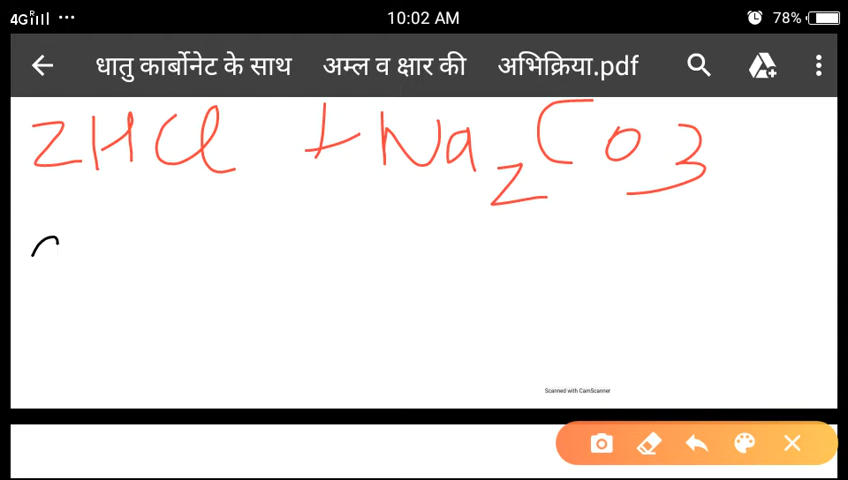 4G R 10:02 AM 78%
धातु कार्बोनेट के साथ अम्ल व क्षार की अभिक्रिया.pdf
2HCl + Na2CO3
Scanned with CamScanner